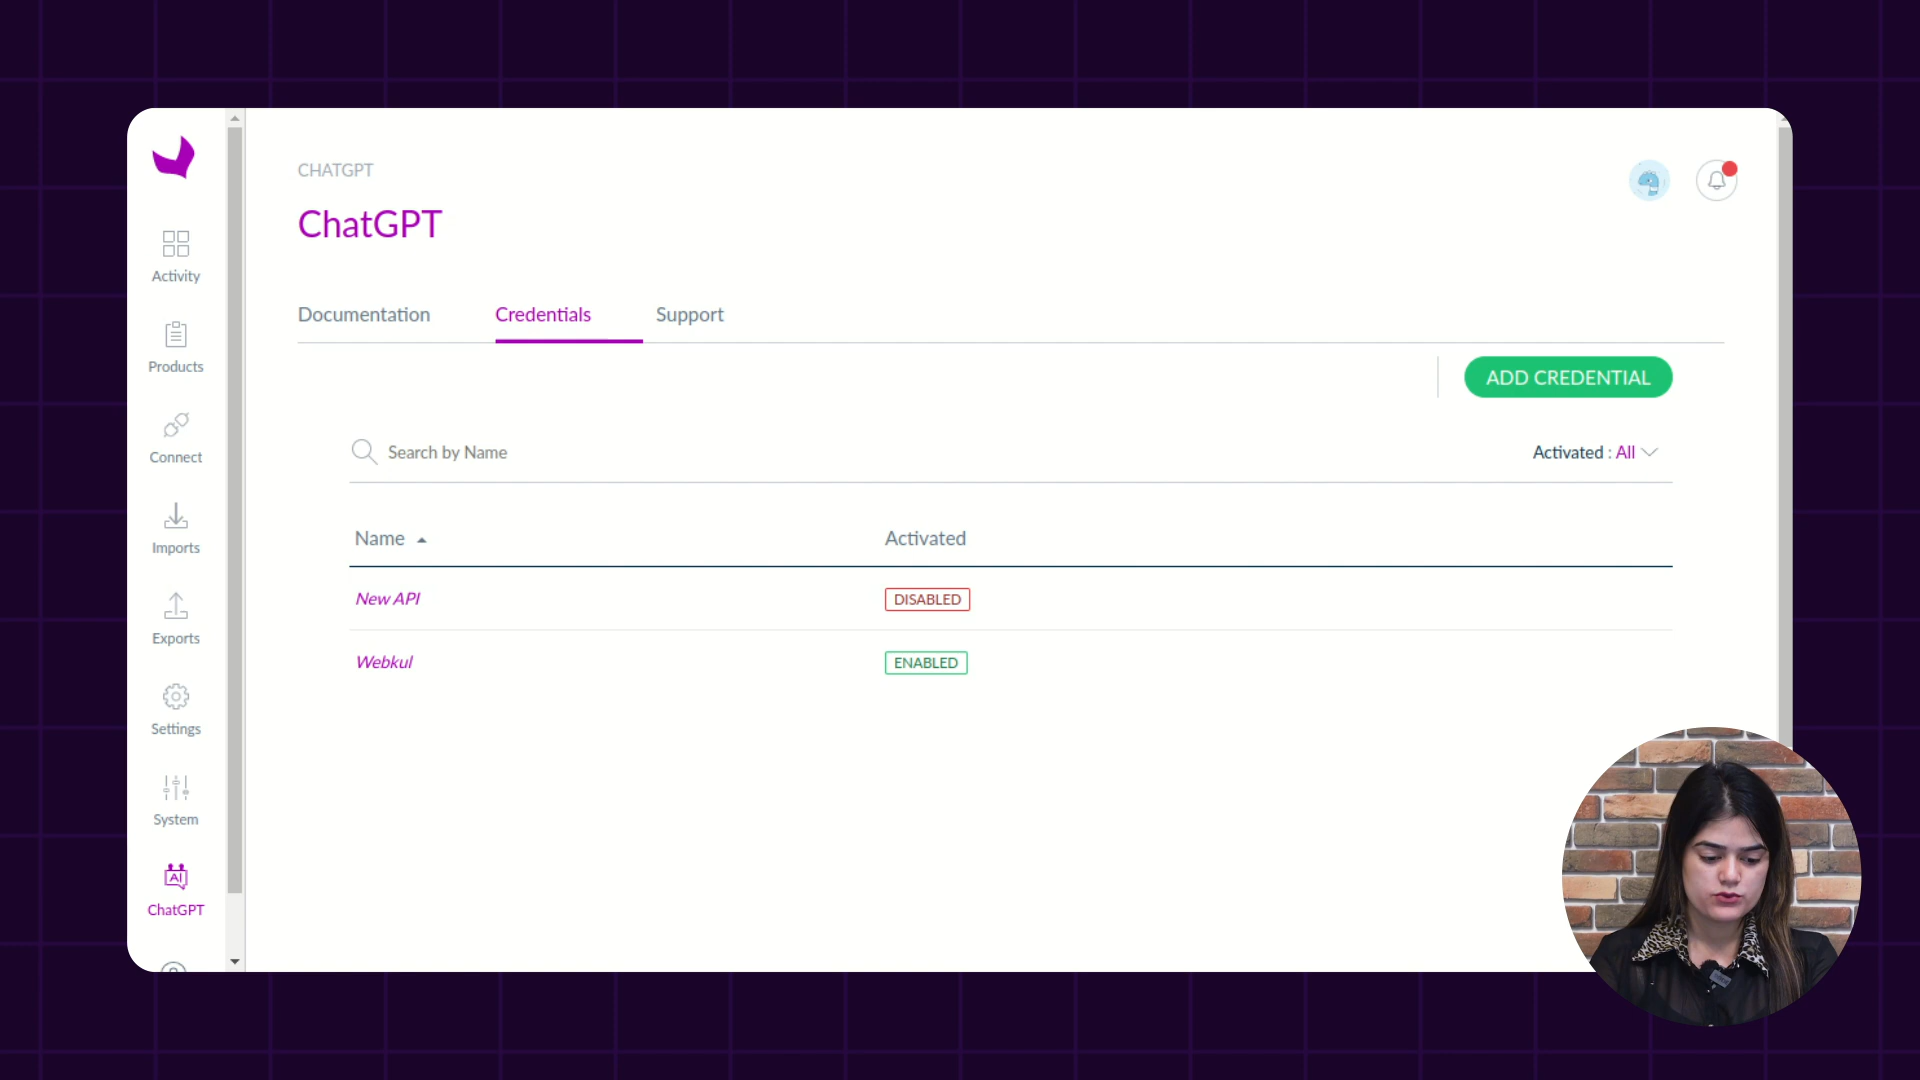 CHATGPT
ChatGPT
Documentation
Credentials
Support
ADD CREDENTIAL
Search by Name
Activated : All
Name
Activated
New API
DISABLED
Webkul
ENABLED
Activity
Products
Connect
Imports
Exports
Settings
System
AI
ChatGPT